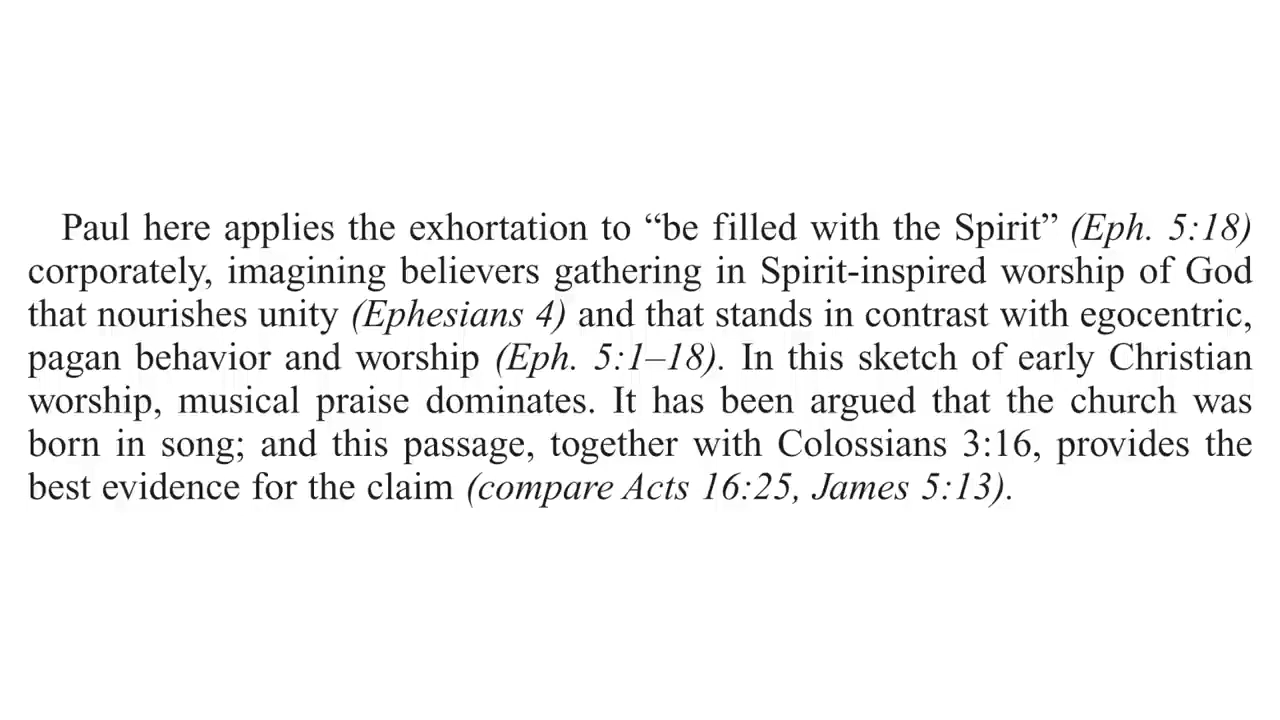 Paul here applies the exhortation to “be filled with the Spirit” (Eph. 5:18)
corporately, imagining believers gathering in Spirit-inspired worship of God
that nourishes unity (Ephesians 4) and that stands in contrast with egocentric,
pagan behavior and worship (Eph. 5:1–18). In this sketch of early Christian
worship, musical praise dominates. It has been argued that the church was
born in song; and this passage, together with Colossians 3:16, provides the
best evidence for the claim (compare Acts 16:25, James 5:13).